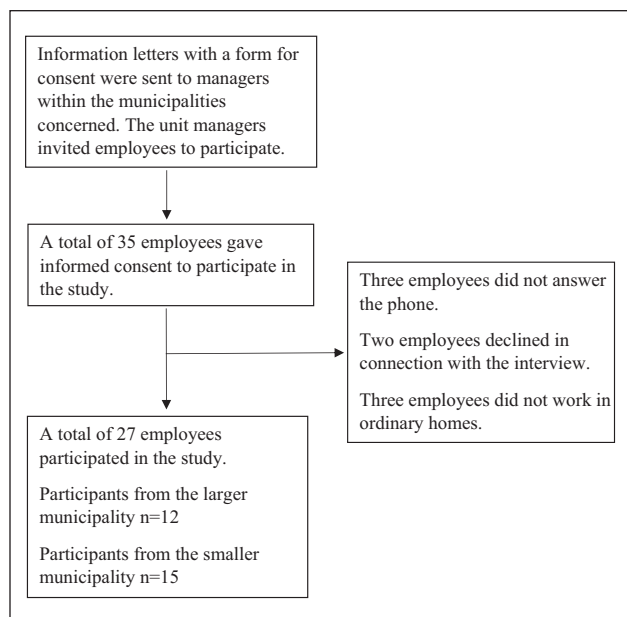 Information letters with a form for
consent were sent to managers
within the municipalities
concerned. The unit managers
invited employees to participate.
A total of 35 employees gave
informed consent to participate in
the study.
Three employees did not answer
the phone.
Two employees declined in
connection with the interview.
Three employees did not work in
ordinary homes.
A total of 27 employees
participated in the study.
Participants from the larger
municipality n=12
Participants from the smaller
municipality n=15